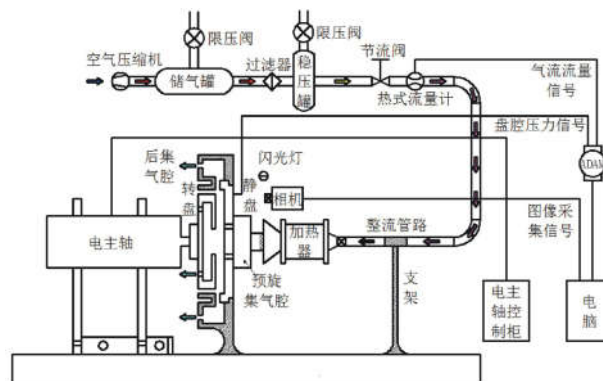 限压阀
限压阀
空气压缩机
储气罐
过滤器
稳
压
罐
节流阀
热式流量计
气流流量
信号
盘腔压力信号
ADAM
后集
气腔
转
盘
静
盘
闪光灯
相机
图像采
集信号
电主轴
加热
器
整流管路
预旋
集气腔
支
架
电主
轴控
制柜
电
脑